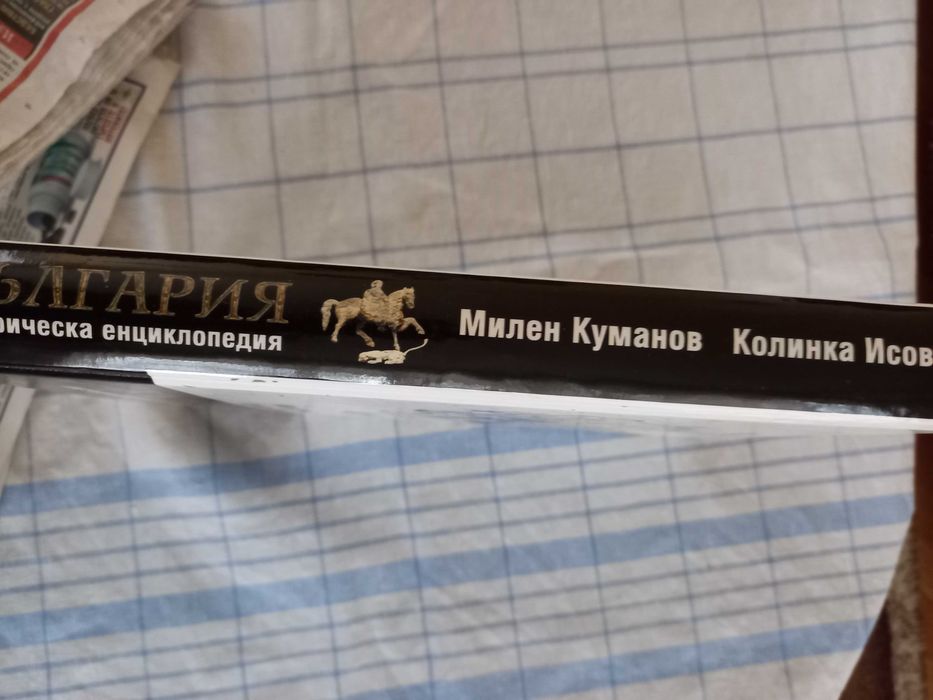 ЪЛГАРИЯ
рическа енциклопедия
Милен Куманов Колинка Исов